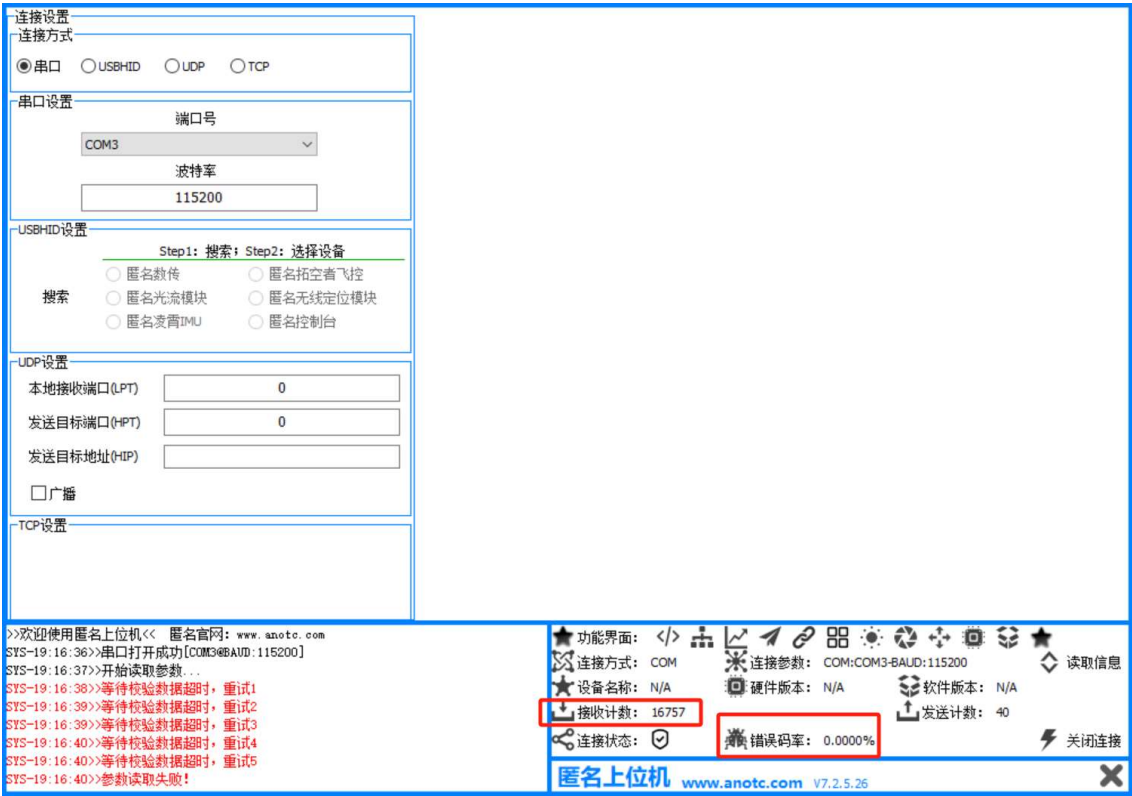 连接设置
连接方式
串口 USBHID UDP TCP
串口设置
端口号
COM3
波特率
115200
USBHID设置
Step1: 搜索; Step2: 选择设备
匿名数传 匿名拓空者飞控
搜索 匿名光流模块 匿名无线定位模块
匿名凌霄IMU 匿名控制台
UDP设置
本地接收端口(LPT) 0
发送目标端口(HPT) 0
发送目标地址(HIP)
广播
TCP设置
>>欢迎使用匿名上位机<< 匿名官网: www.anotc.com
SYS-19:16:36>>串口打开成功[COM3@BAUD:115200]
SYS-19:16:37>>开始读取参数...
SYS-19:16:38>>等待校验数据超时, 重试1
SYS-19:16:39>>等待校验数据超时, 重试2
SYS-19:16:39>>等待校验数据超时, 重试3
SYS-19:16:40>>等待校验数据超时, 重试4
SYS-19:16:40>>等待校验数据超时, 重试5
SYS-19:16:40>>参数读取失败!
功能界面:
连接方式: COM 连接参数: COM:COM3-BAUD:115200 读取信息
设备名称: N/A 硬件版本: N/A 软件版本: N/A
接收计数: 16757 发送计数: 40
连接状态: 错误码率: 0.0000% 关闭连接
匿名上位机 www.anotc.com V7.2.5.26